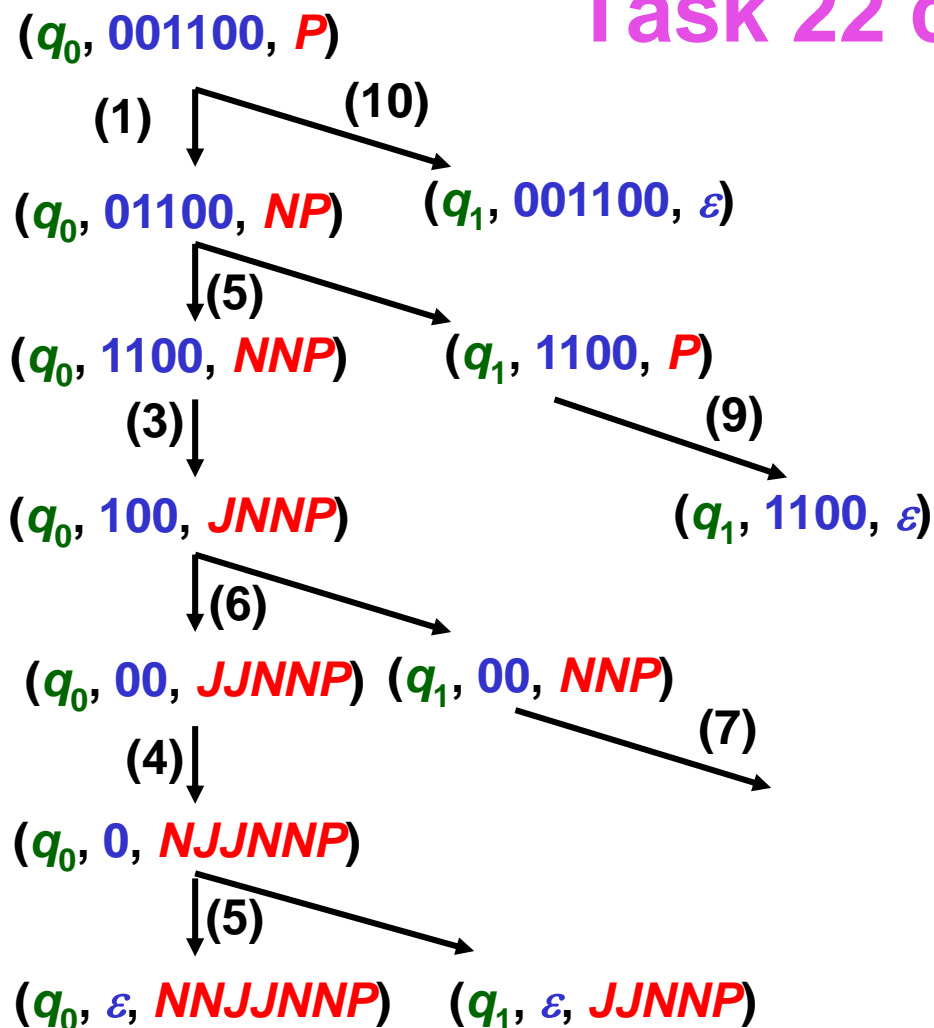 Task 22
(q₀, 001100, P)
(1) (10)
(q₀, 01100, NP) (q₁, 001100, ε)
(5)
(q₀, 1100, NNP) (q₁, 1100, P)
(3) (9)
(q₀, 100, JNNP) (q₁, 1100, ε)
(6)
(q₀, 00, JJNNP) (q₁, 00, NNP)
(4) (7)
(q₀, 0, NJJNNP)
(5)
(q₀, ε, NNJJNNP) (q₁, ε, JJNNP)